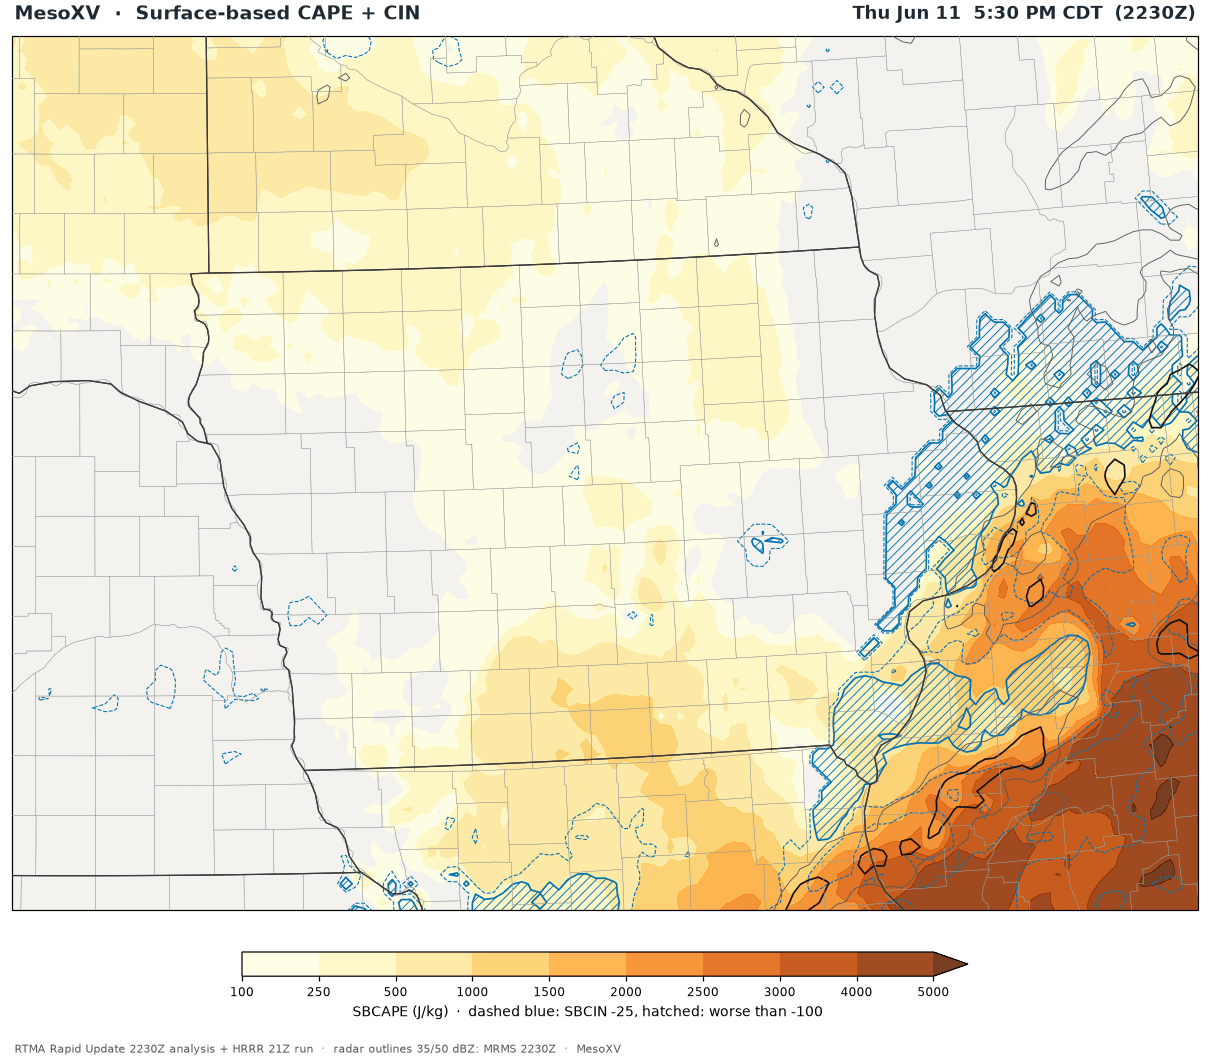 MesoXV · Surface-based CAPE + CIN
Thu Jun 11 5:30 PM CDT (2230Z)
100 250 500 1000 1500 2000 2500 3000 4000 5000
SBCAPE (J/kg) · dashed blue: SBCIN -25, hatched: worse than -100
RTMA Rapid Update 2230Z analysis + HRRR 21Z run · radar outlines 35/50 dBZ: MRMS 2230Z · MesoXV